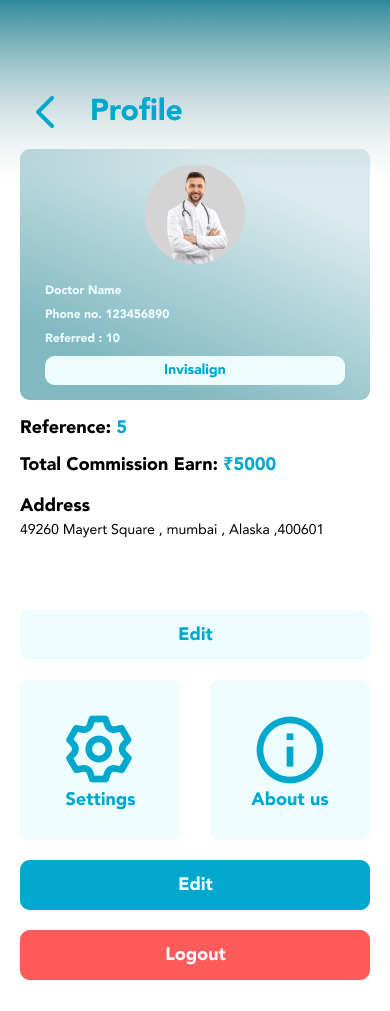 Profile
Doctor Name
Phone no. 123456890
Referred : 10
Invisalign
Reference: 5
Total Commission Earn: ₹5000
Address
49260 Mayert Square , mumbai , Alaska ,400601
Edit
Settings
About us
Edit
Logout